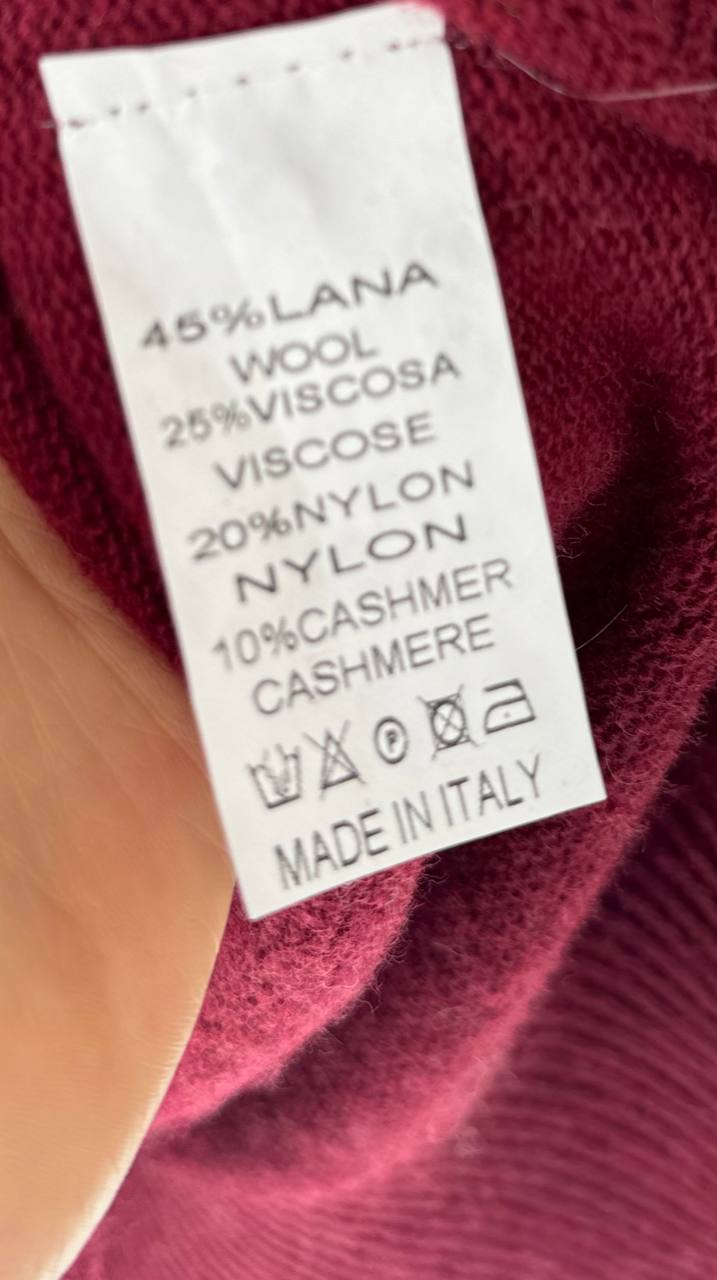 45%LANA
WOOL
25%VISCOSA
VISCOSE
20%NYLON
NYLON
10%CASHMER
CASHMERE
P
MADE IN ITALY